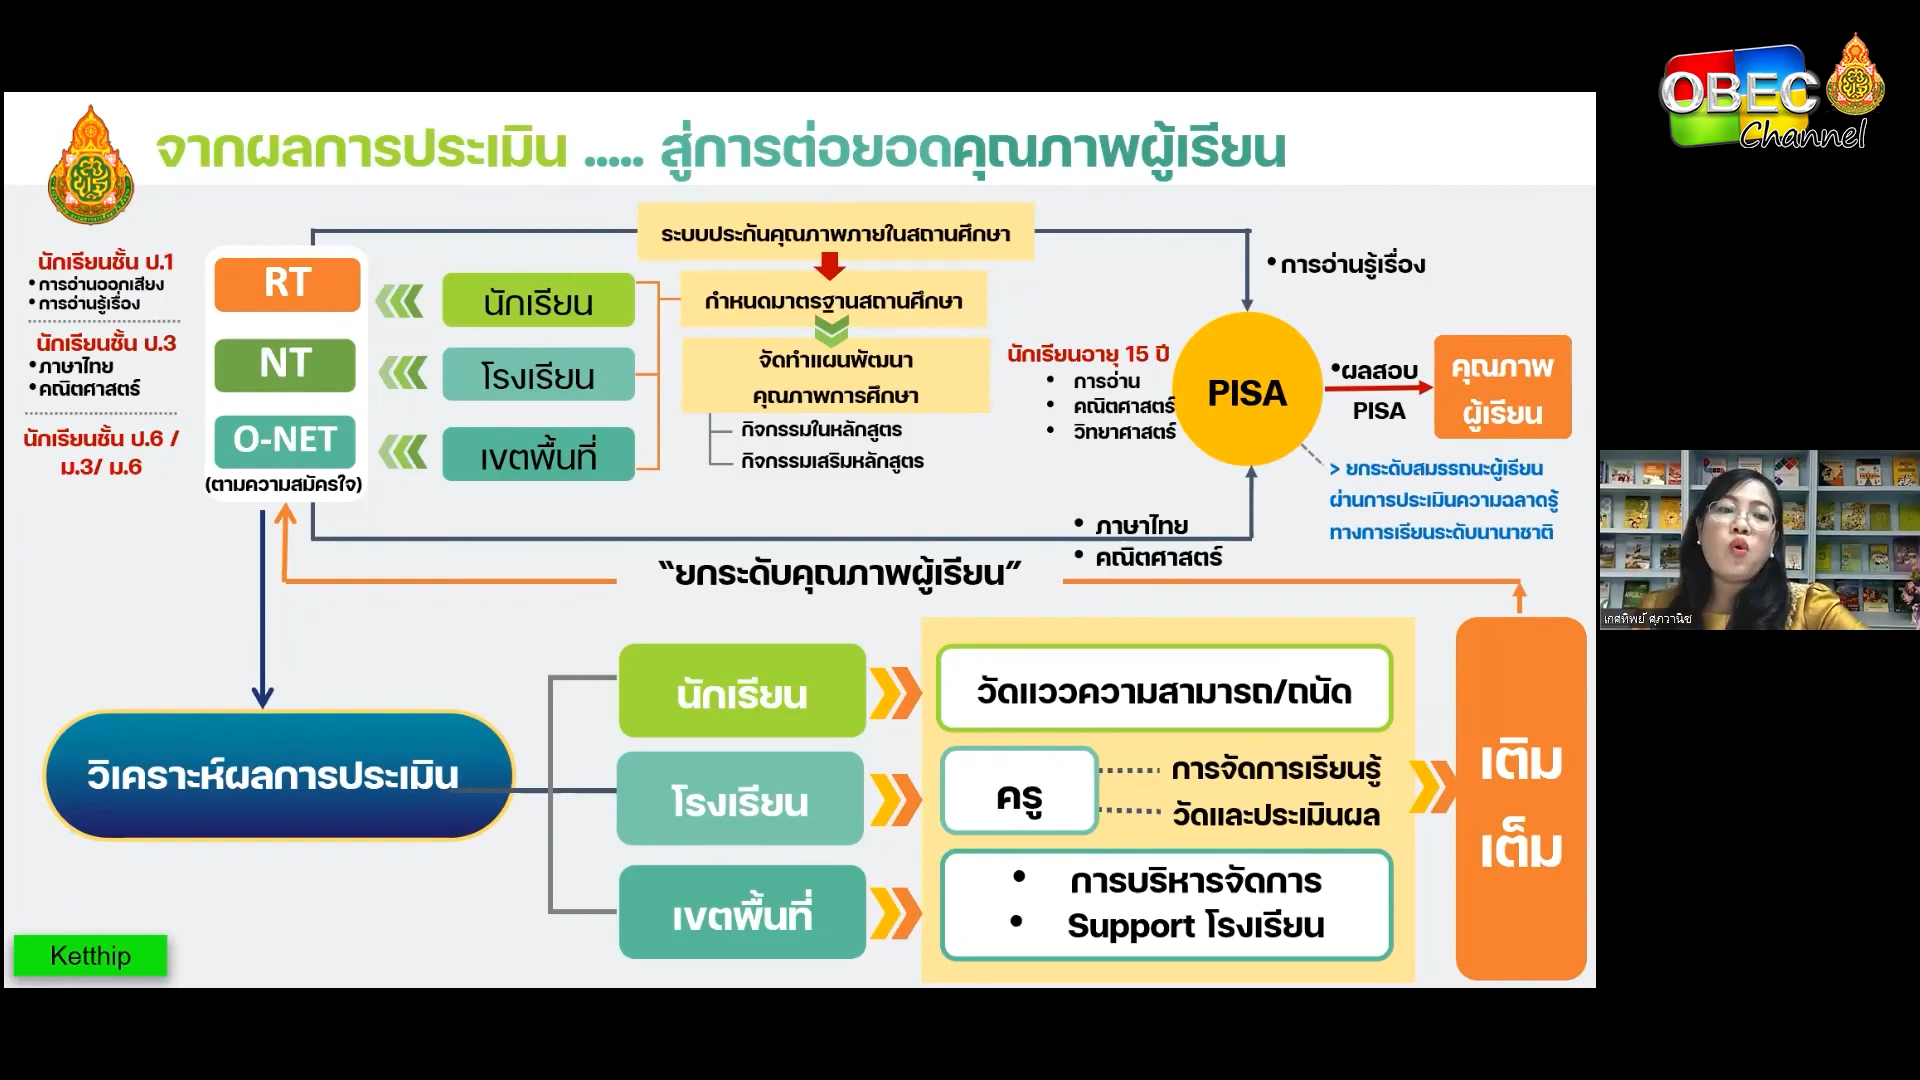 OBEC
Channel
จากผลการประเมิน ..... สู่การต่อยอดคุณภาพผู้เรียน
ระบบประกันคุณภาพภายในสถานศึกษา
กำหนดมาตรฐานสถานศึกษา
จัดทำแผนพัฒนา
คุณภาพการศึกษา
กิจกรรมในหลักสูตร
กิจกรรมเสริมหลักสูตร
นักเรียนชั้น ป.1
•การอ่านออกเสียง
•การอ่านรู้เรื่อง
นักเรียนชั้น ป.3
•ภาษาไทย
•คณิตศาสตร์
นักเรียนชั้น ป.6 /
ม.3/ ม.6
RT
NT
O-NET
(ตามความสมัครใจ)
นักเรียน
โรงเรียน
เขตพื้นที่
•การอ่านรู้เรื่อง
นักเรียนอายุ 15 ปี
• การอ่าน
• คณิตศาสตร์
• วิทยาศาสตร์
PISA
•ผลสอบ
PISA
คุณภาพ
ผู้เรียน
> ยกระดับสมรรถนะผู้เรียน
ผ่านการประเมินความฉลาดรู้
ทางการเรียนระดับนานาชาติ
• ภาษาไทย
• คณิตศาสตร์
“ยกระดับคุณภาพผู้เรียน”
วิเคราะห์ผลการประเมิน
นักเรียน
วัดแววความสามารถ/ถนัด
โรงเรียน
ครู
การจัดการเรียนรู้
วัดและประเมินผล
เขตพื้นที่
• การบริหารจัดการ
• Support โรงเรียน
เติม
เต็ม
Ketthip
เกศทิพย์ ศุภวานิช